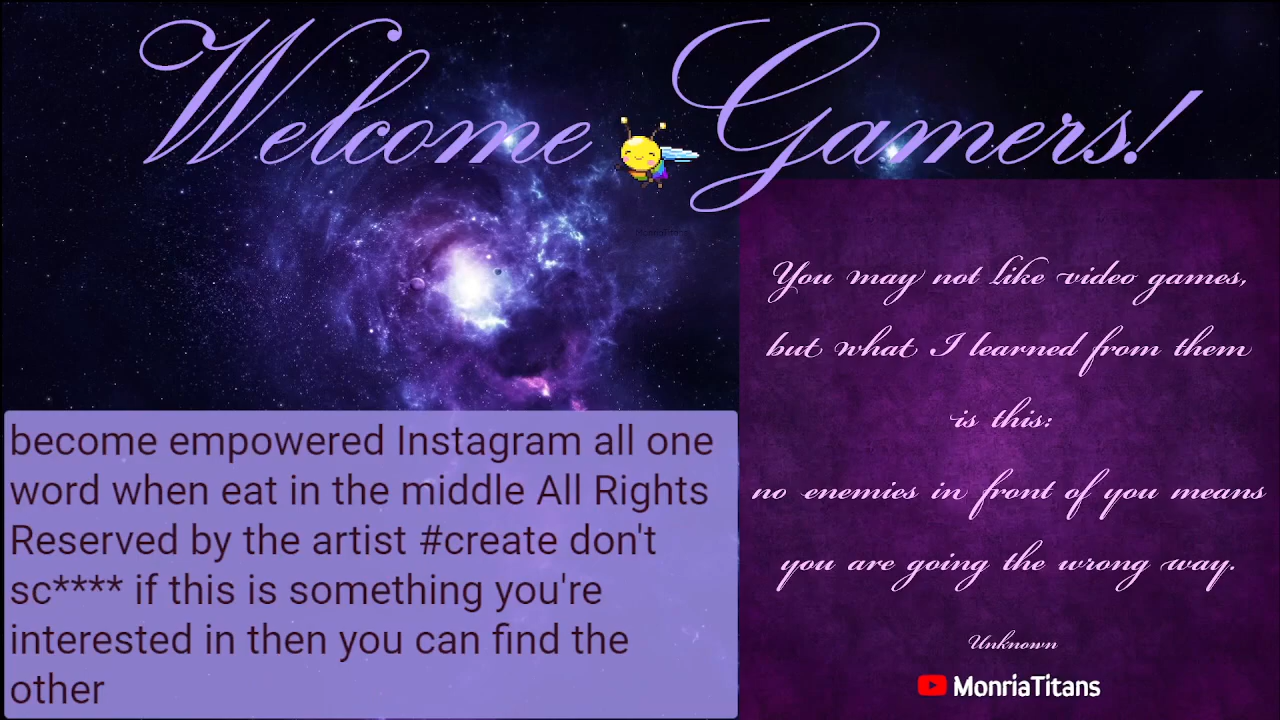 Welcome Gamers!
MonriaTitans
You may not like video games,
but what I learned from them
is this:
no enemies in front of you means
you are going the wrong way.
Unknown
MonriaTitans
become empowered Instagram all one
word when eat in the middle All Rights
Reserved by the artist #create don't
sc**** if this is something you're
interested in then you can find the
other